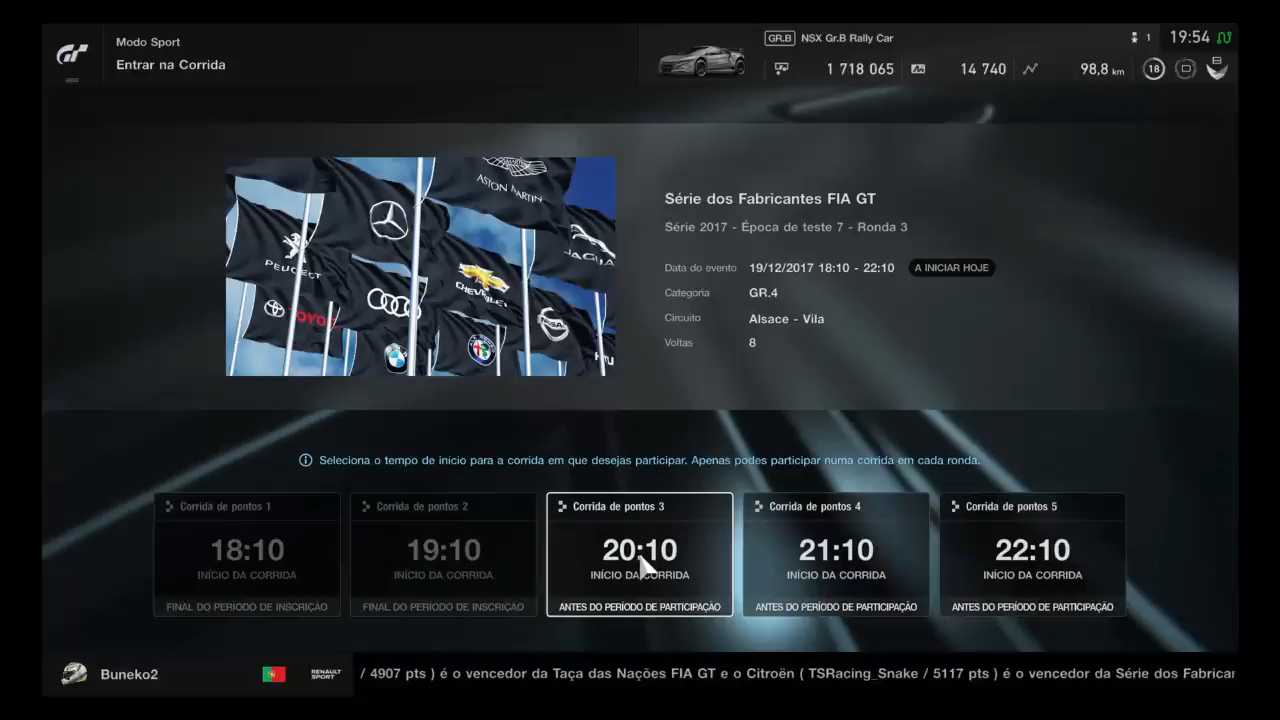 Modo Sport
Entrar na Corrida
GR.B NSX Gr.B Rally Car
1
19:54
1 718 065
14 740
98,8 km
18
ASTON MARTIN
PEUGEOT
JAGUAR
CHEVROLET
TOYO
NISSAN
Série dos Fabricantes FIA GT
Série 2017 - Época de teste 7 - Ronda 3
Data do evento 19/12/2017 18:10 - 22:10 A INICIAR HOJE
Categoria GR.4
Circuito Alsace - Vila
Voltas 8
Seleciona o tempo de início para a corrida em que desejas participar. Apenas podes participar numa corrida em cada ronda.
Corrida de pontos 1
18:10
INÍCIO DA CORRIDA
FINAL DO PERÍODO DE INSCRIÇÃO
Corrida de pontos 2
19:10
INÍCIO DA CORRIDA
FINAL DO PERÍODO DE INSCRIÇÃO
Corrida de pontos 3
20:10
INÍCIO DA CORRIDA
ANTES DO PERÍODO DE PARTICIPAÇÃO
Corrida de pontos 4
21:10
INÍCIO DA CORRIDA
ANTES DO PERÍODO DE PARTICIPAÇÃO
Corrida de pontos 5
22:10
INÍCIO DA CORRIDA
ANTES DO PERÍODO DE PARTICIPAÇÃO
Buneko2
RENAULT SPORT
/ 4907 pts ) é o vencedor da Taça das Nações FIA GT e o Citroën ( TSRacing_Snake / 5117 pts ) é o vencedor da Série dos Fabricar